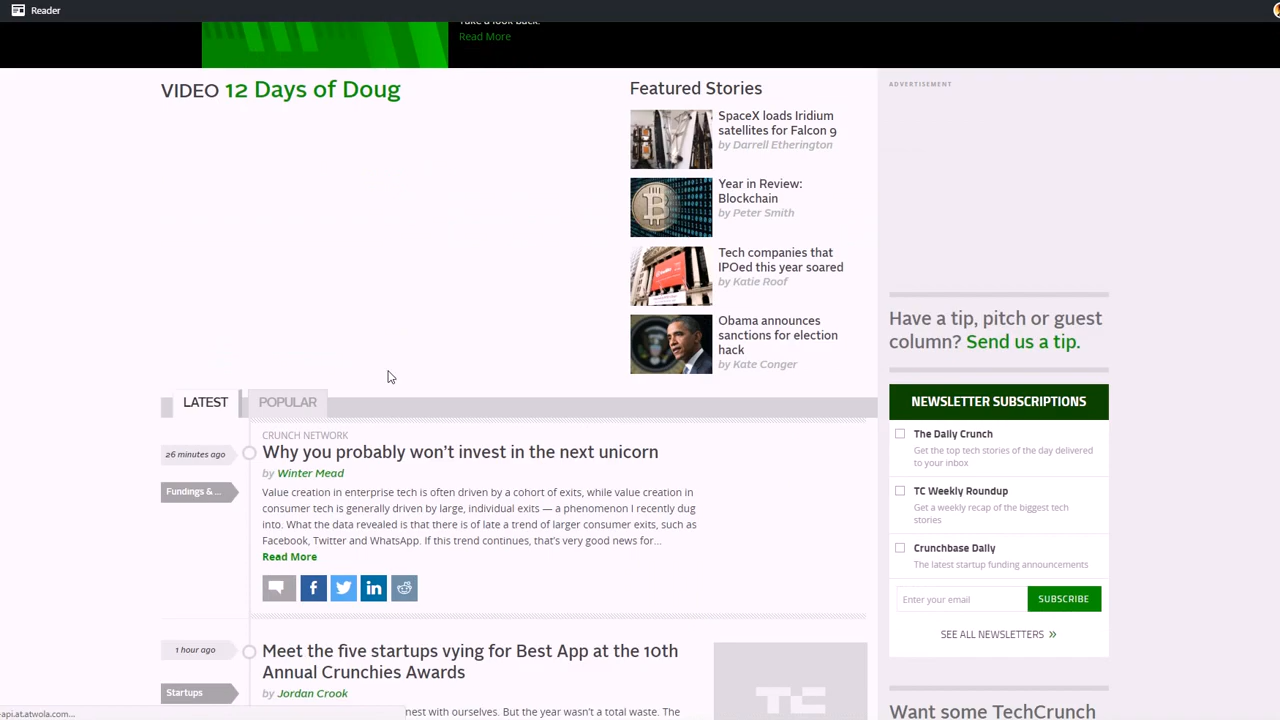 Reader
Take a look back.
Read More
VIDEO 12 Days of Doug
Featured Stories
SpaceX loads Iridium
satellites for Falcon 9
by Darrell Etherington
Year in Review:
Blockchain
by Peter Smith
Tech companies that
IPOed this year soared
by Katie Roof
Obama announces
sanctions for election
hack
by Kate Conger
ADVERTISEMENT
Have a tip, pitch or guest
column? Send us a tip.
NEWSLETTER SUBSCRIPTIONS
The Daily Crunch
Get the top tech stories of the day delivered
to your inbox
TC Weekly Roundup
Get a weekly recap of the biggest tech
stories
Crunchbase Daily
The latest startup funding announcements
Enter your email
SUBSCRIBE
SEE ALL NEWSLETTERS »
Want some TechCrunch
LATEST
POPULAR
26 minutes ago
Fundings & ...
CRUNCH NETWORK
Why you probably won't invest in the next unicorn
by Winter Mead
Value creation in enterprise tech is often driven by a cohort of exits, while value creation in
consumer tech is generally driven by large, individual exits — a phenomenon I recently dug
into. What the data revealed is that there is of late a trend of larger consumer exits, such as
Facebook, Twitter and WhatsApp. If this trend continues, that's very good news for...
Read More
1 hour ago
Startups
Meet the five startups vying for Best App at the 10th
Annual Crunchies Awards
by Jordan Crook
nest with ourselves. But the year wasn't a total waste. The
TC
-api.at.atwola.com...